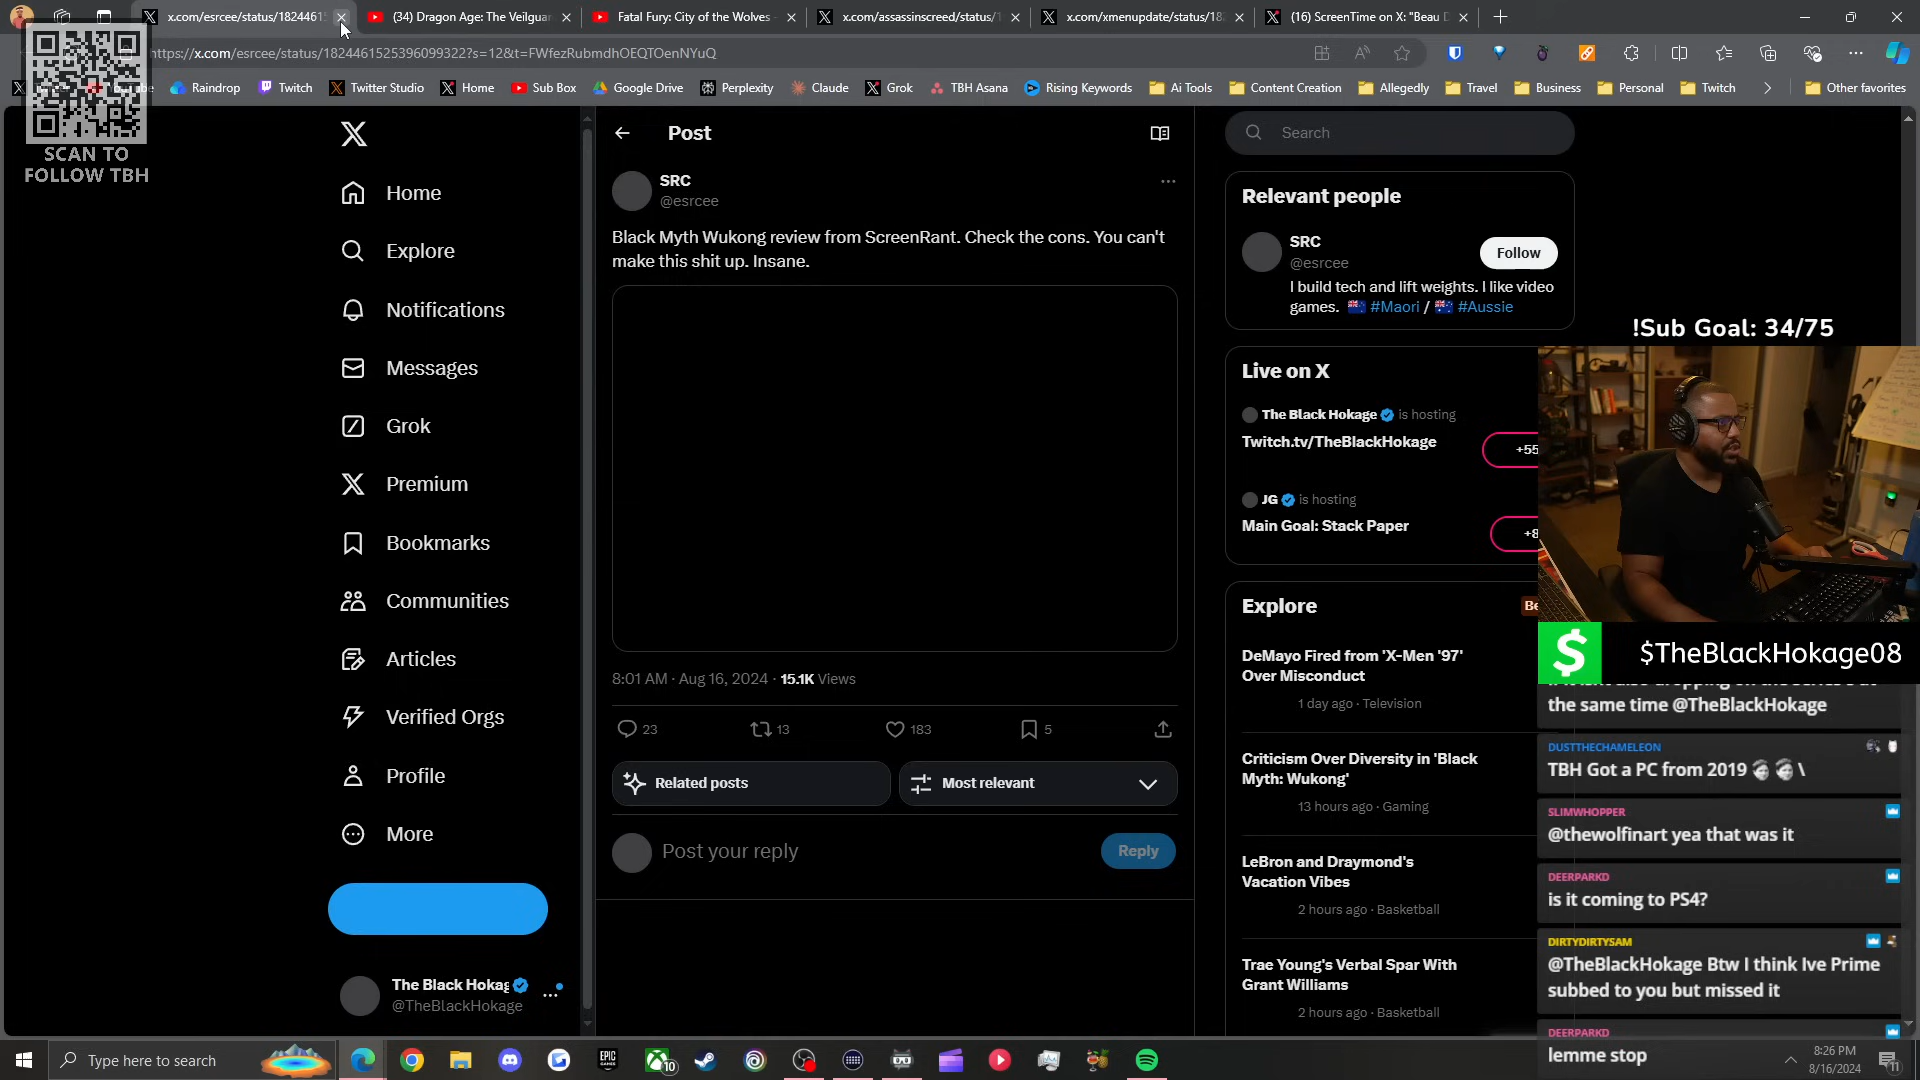 x.com/esrcee/status/1824461
(34) Dragon Age: The Veilguar
Fatal Fury: City of the Wolves -
x.com/assassinscreed/status/1
x.com/xmenupdate/status/182
(16) ScreenTime on X: "Beau D
https://x.com/esrcee/status/1824461525396099322?s=12&t=FWfezRubmdhOEQTOenNYuQ
Raindrop
Twitch
Twitter Studio
Home
Sub Box
Google Drive
Perplexity
Claude
Grok
TBH Asana
Rising Keywords
Ai Tools
Content Creation
Allegedly
Travel
Business
Personal
Twitch
Other favorites
SCAN TO
FOLLOW TBH
Home
Explore
Notifications
Messages
Grok
Premium
Bookmarks
Communities
Articles
Verified Orgs
Profile
More
The Black Hokag
@TheBlackHokage
Post
SRC
@esrcee
Black Myth Wukong review from ScreenRant. Check the cons. You can't
make this shit up. Insane.
8:01 AM · Aug 16, 2024 · 15.1K Views
23
13
183
5
Related posts
Most relevant
Post your reply
Reply
Search
Relevant people
SRC
@esrcee
Follow
I build tech and lift weights. I like video
games. #Maori / #Aussie
Live on X
The Black Hokage is hosting
Twitch.tv/TheBlackHokage
+55
JG is hosting
Main Goal: Stack Paper
+8
Explore
Be
DeMayo Fired from 'X-Men '97'
Over Misconduct
1 day ago · Television
Criticism Over Diversity in 'Black
Myth: Wukong'
13 hours ago · Gaming
LeBron and Draymond's
Vacation Vibes
2 hours ago · Basketball
Trae Young's Verbal Spar With
Grant Williams
2 hours ago · Basketball
!Sub Goal: 34/75
$
$TheBlackHokage08
the same time @TheBlackHokage
DUSTTHECHAMELEON
TBH Got a PC from 2019 \
SLIMWHOPPER
@thewolfinart yea that was it
DEERPARKD
is it coming to PS4?
DIRTYDIRTYSAM
@TheBlackHokage Btw I think Ive Prime
subbed to you but missed it
DEERPARKD
lemme stop
Type here to search
EPIC
GAMES
10
8:26 PM
8/16/2024
11